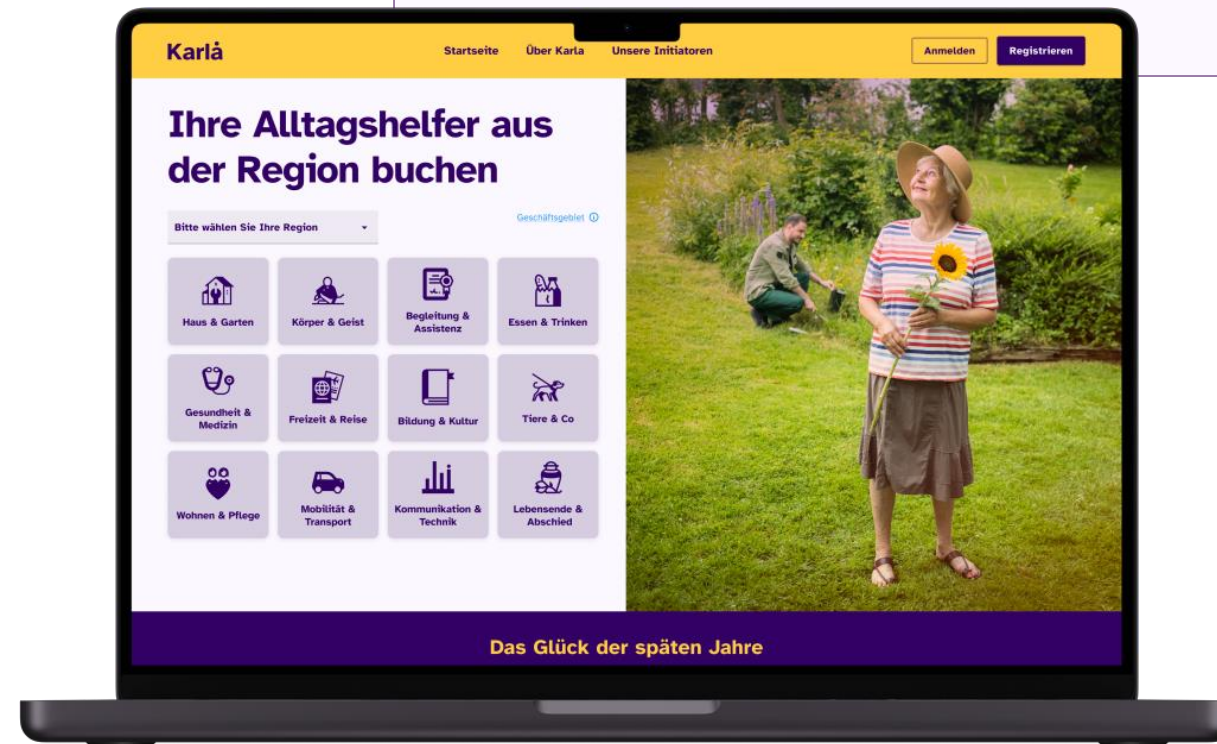 Karlå
Startseite
Über Karla
Unsere Initiatoren
Anmelden
Registrieren
Ihre Alltagshelfer aus
der Region buchen
Bitte wählen Sie Ihre Region
Geschäftsgebiet
Haus & Garten
Körper & Geist
Begleitung &
Assistenz
Essen & Trinken
Gesundheit &
Medizin
Freizeit & Reise
Bildung & Kultur
Tiere & Co
Wohnen & Pflege
Mobilität &
Transport
Kommunikation &
Technik
Lebensende &
Abschied
Das Glück der späten Jahre